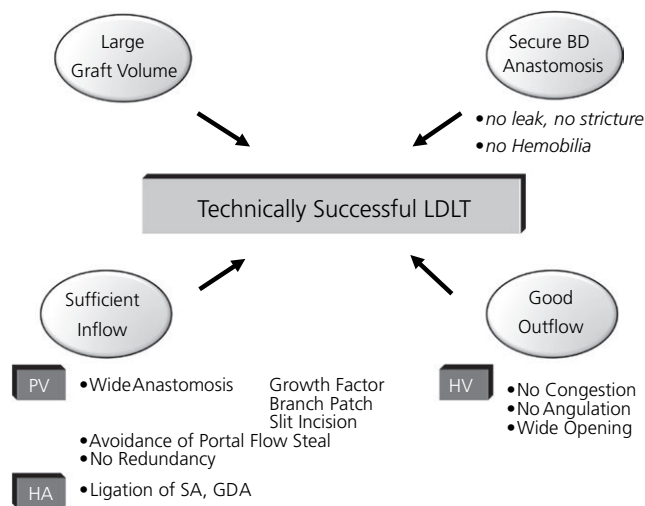 Large
Graft Volume
Secure BD
Anastomosis
•no leak, no stricture
•no Hemobilia
Technically Successful LDLT
Sufficient
Inflow
Good
Outflow
PV
•Wide Anastomosis
Growth Factor
Branch Patch
Slit Incision
•Avoidance of Portal Flow Steal
•No Redundancy
HA
•Ligation of SA, GDA
HV
•No Congestion
•No Angulation
•Wide Opening